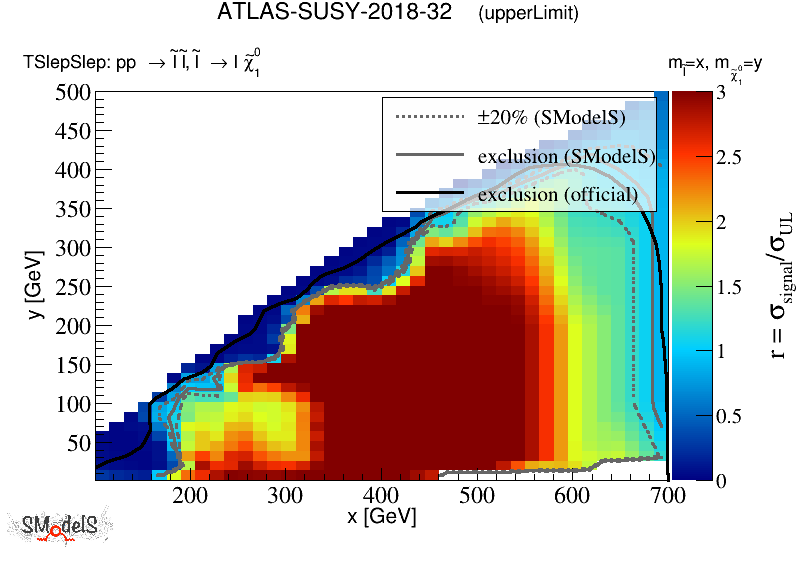 ATLAS-SUSY-2018-32 (upperLimit)
TSlepSlep: pp → l̃ l̃, l̃ → l χ̃₁⁰
m_l̃=x, m_χ̃₁⁰=y
±20% (SModelS)
exclusion (SModelS)
exclusion (official)
500
450
400
350
300
250
200
150
100
50
y [GeV]
200 300 400 500 600 700
x [GeV]
3
2.5
2
1.5
1
0.5
0
r = σ_signal/σ_UL
SModelS